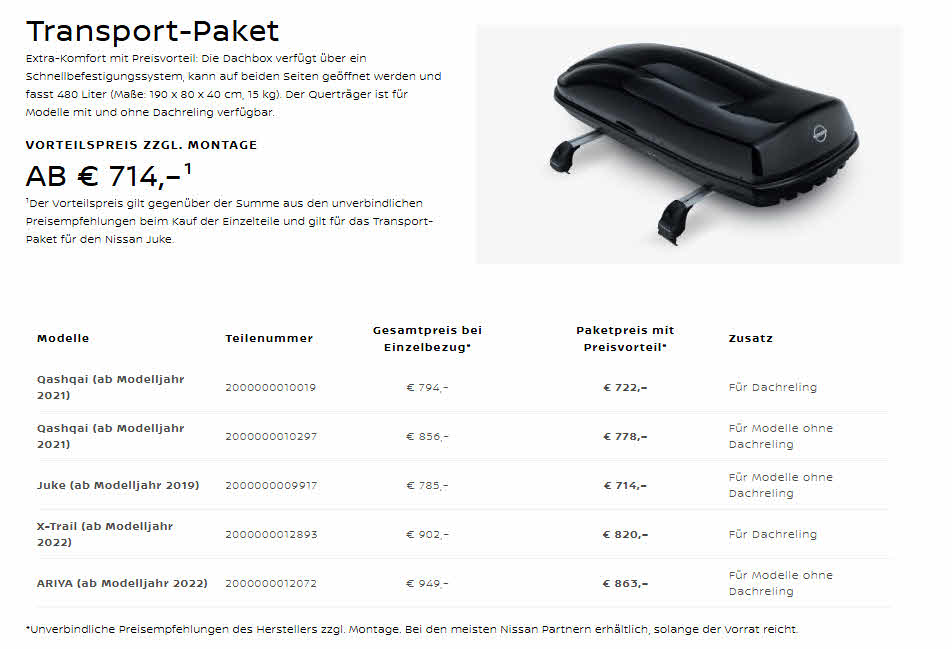 Transport-Paket
Extra-Komfort mit Preisvorteil: Die Dachbox verfügt über ein
Schnellbefestigungssystem, kann auf beiden Seiten geöffnet werden und
fasst 480 Liter (Maße: 190 x 80 x 40 cm, 15 kg). Der Querträger ist für
Modelle mit und ohne Dachreling verfügbar.
VORTEILSPREIS ZZGL. MONTAGE
AB € 714,–¹
¹Der Vorteilspreis gilt gegenüber der Summe aus den unverbindlichen
Preisempfehlungen beim Kauf der Einzelteile und gilt für das Transport-
Paket für den Nissan Juke.
Modelle Teilenummer Gesamtpreis bei Einzelbezug* Paketpreis mit Preisvorteil* Zusatz
Qashqai (ab Modelljahr 2021) 2000000010019 € 794,– € 722,– Für Dachreling
Qashqai (ab Modelljahr 2021) 2000000010297 € 856,– € 778,– Für Modelle ohne Dachreling
Juke (ab Modelljahr 2019) 2000000009917 € 785,– € 714,– Für Modelle ohne Dachreling
X-Trail (ab Modelljahr 2022) 2000000012893 € 902,– € 820,– Für Dachreling
ARIYA (ab Modelljahr 2022) 2000000012072 € 949,– € 863,– Für Modelle ohne Dachreling
*Unverbindliche Preisempfehlungen des Herstellers zzgl. Montage. Bei den meisten Nissan Partnern erhältlich, solange der Vorrat reicht.